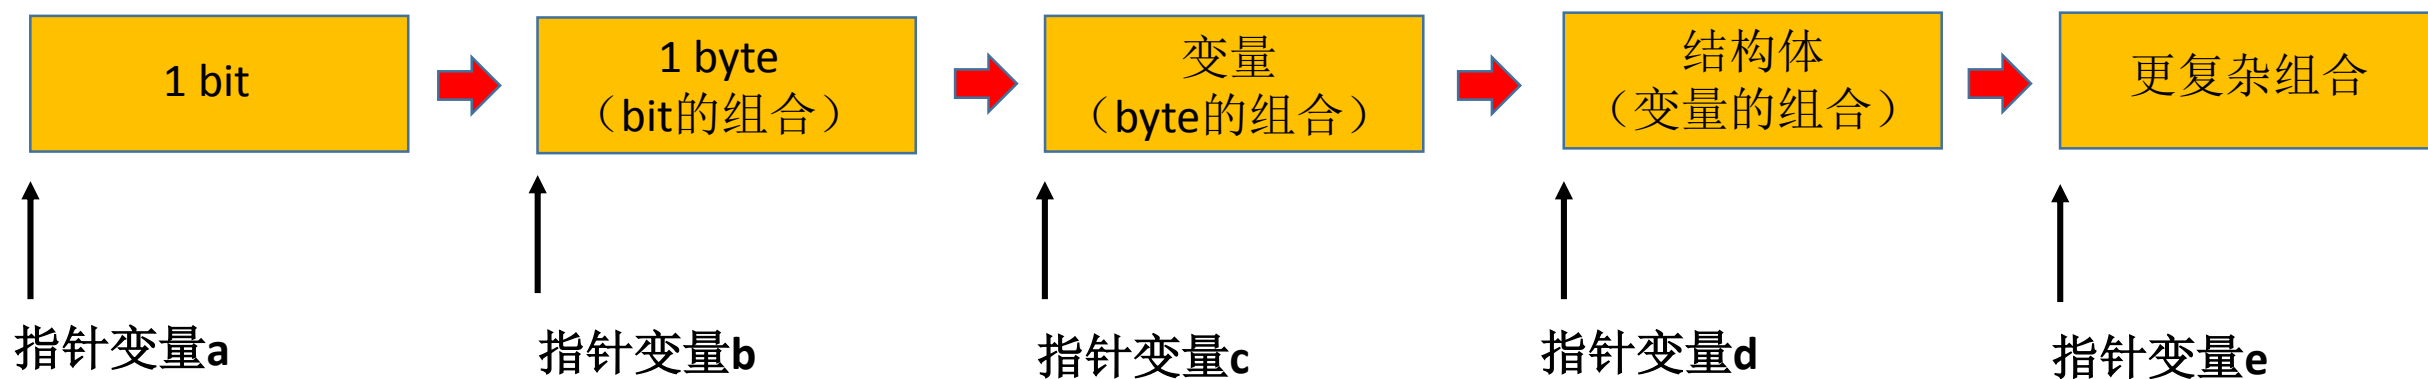 1 bit
1 byte
（bit的组合）
变量
（byte的组合）
结构体
（变量的组合）
更复杂组合
指针变量a
指针变量b
指针变量c
指针变量d
指针变量e